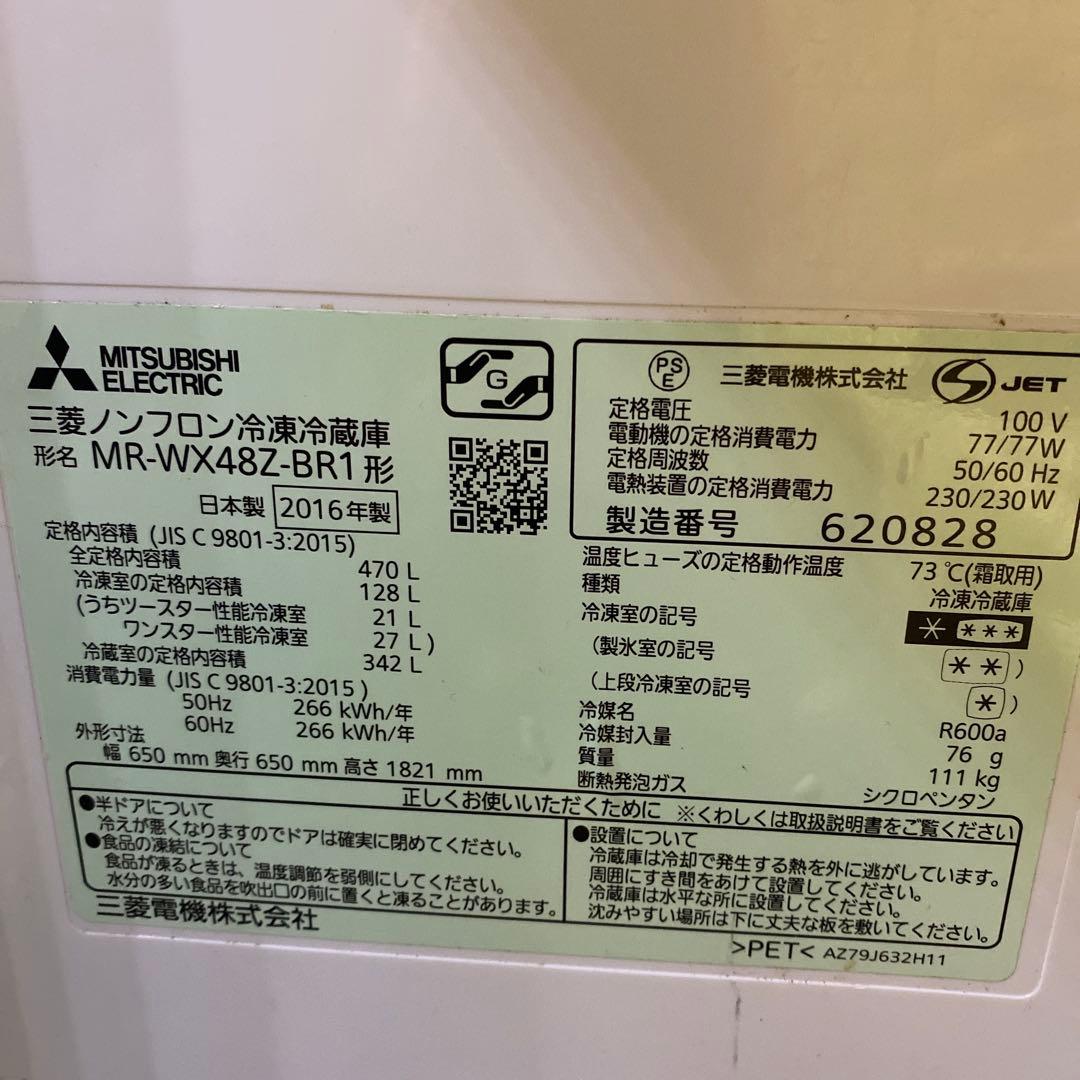 MITSUBISHI
ELECTRIC
G
三菱ノンフロン冷凍冷蔵庫
形名 MR-WX48Z-BR1 形
日本製 2016年製
定格内容積 (JIS C 9801-3:2015)
全定格内容積 470 L
冷凍室の定格内容積 128 L
(うちツースター性能冷凍室 21 L
ワンスター性能冷凍室 27 L)
冷蔵室の定格内容積 342 L
消費電力量 (JIS C 9801-3:2015)
50Hz 266 kWh/年
60Hz 266 kWh/年
外形寸法
幅 650 mm 奥行 650 mm 高さ 1821 mm
PS
E 三菱電機株式会社 JET
定格電圧 100 V
電動機の定格消費電力 77/77W
定格周波数 50/60 Hz
電熱装置の定格消費電力 230/230W
製造番号 620828
温度ヒューズの定格動作温度 73℃(霜取用)
種類 冷凍冷蔵庫
冷凍室の記号 * ***
(製氷室の記号 **)
(上段冷凍室の記号 *)
冷媒名 R600a
冷媒封入量 76 g
質量 111 kg
断熱発泡ガス シクロペンタン
正しくお使いいただくために ※くわしくは取扱説明書をご覧ください
●半ドアについて
冷えが悪くなりますのでドアは確実に閉めてください。
●食品の凍結について
食品が凍るときは、温度調節を弱側にしてください。
水分の多い食品を吹出口の前に置くと凍ることがあります。
●設置について
冷蔵庫は冷却で発生する熱を外に逃がしています。
周囲にすき間をあけて設置してください。
冷蔵庫は水平な所に設置してください。
沈みやすい場所は下に丈夫な板を敷いてください。
三菱電機株式会社
>PET< AZ79J632H11